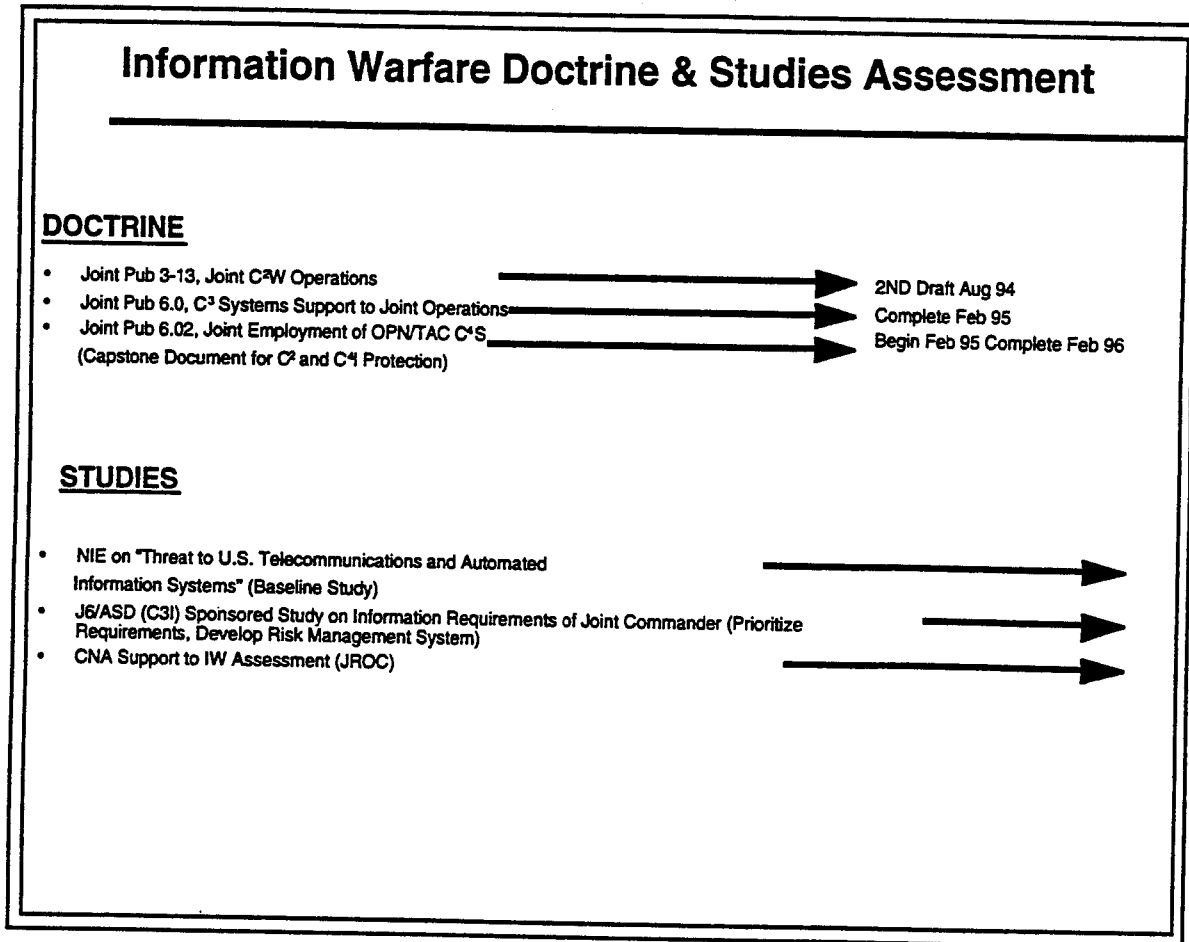 Information Warfare Doctrine & Studies Assessment
DOCTRINE
• Joint Pub 3-13, Joint C²W Operations 2ND Draft Aug 94
• Joint Pub 6.0, C³ Systems Support to Joint Operations Complete Feb 95
• Joint Pub 6.02, Joint Employment of OPN/TAC C⁴S Begin Feb 95 Complete Feb 96
(Capstone Document for C² and C⁴I Protection)
STUDIES
• NIE on "Threat to U.S. Telecommunications and Automated
Information Systems" (Baseline Study)
• J6/ASD (C3I) Sponsored Study on Information Requirements of Joint Commander (Prioritize
Requirements, Develop Risk Management System)
• CNA Support to IW Assessment (JROC)